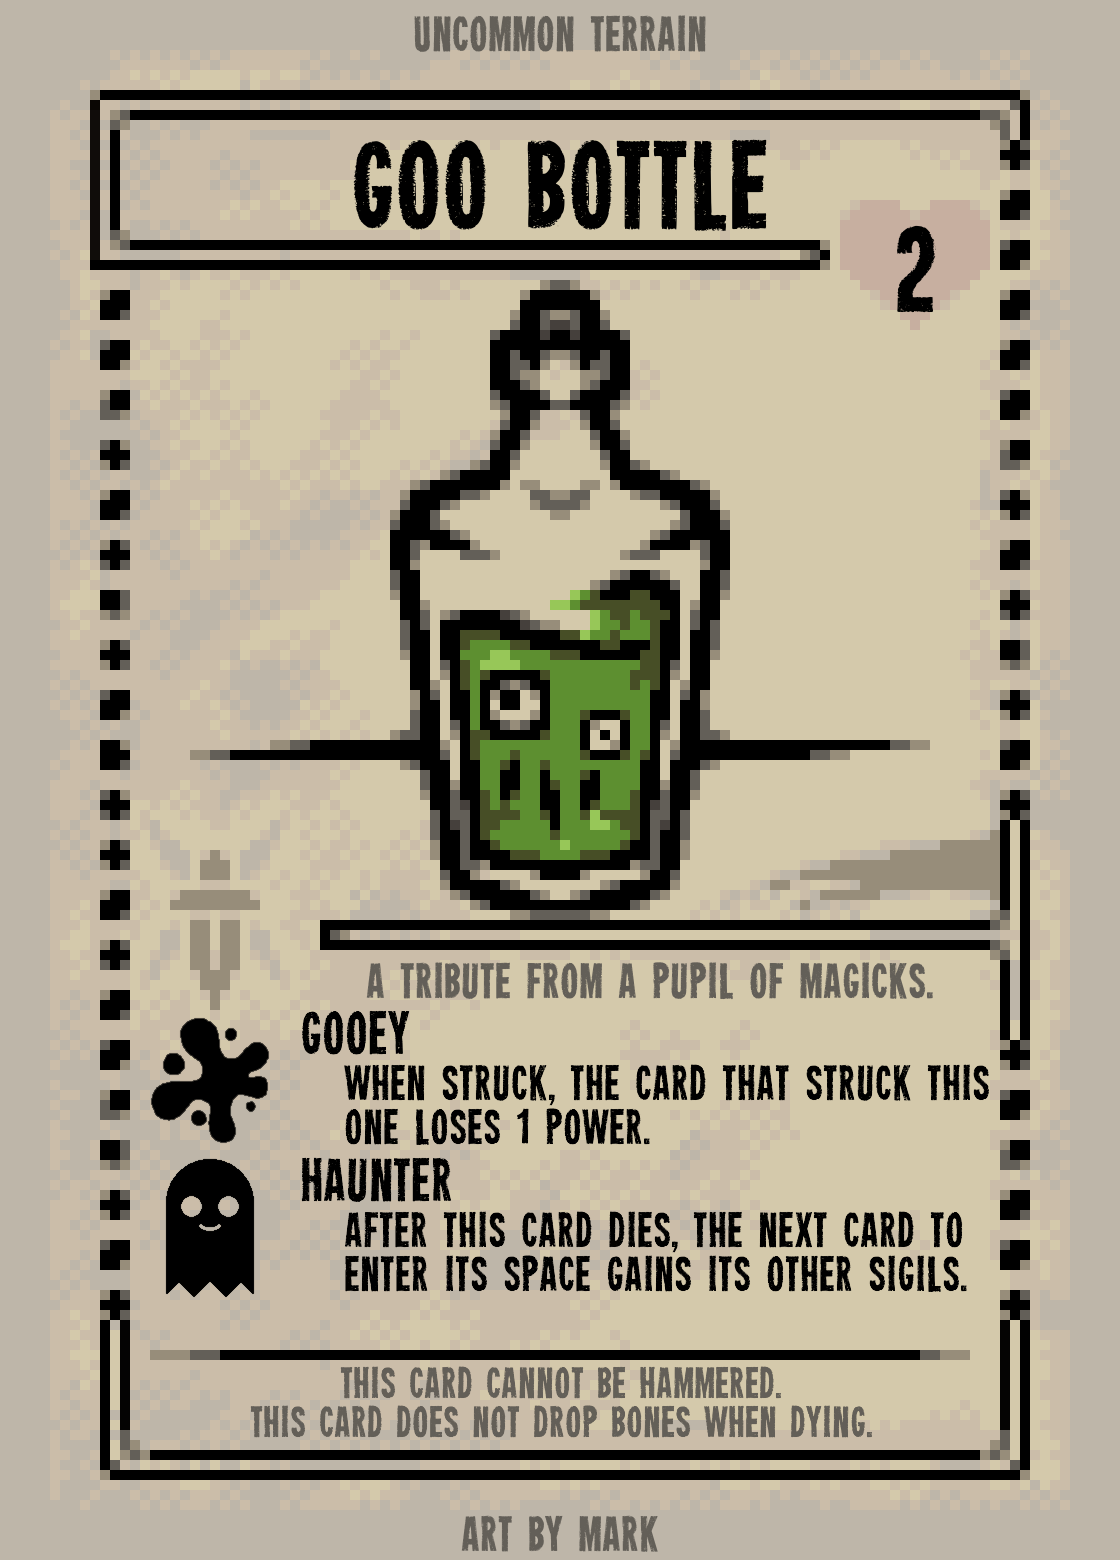 UNCOMMON TERRAIN
GOO BOTTLE
2
A TRIBUTE FROM A PUPIL OF MAGICKS.
GOOEY
WHEN STRUCK, THE CARD THAT STRUCK THIS
ONE LOSES 1 POWER.
HAUNTER
AFTER THIS CARD DIES, THE NEXT CARD TO
ENTER ITS SPACE GAINS ITS OTHER SIGILS.
THIS CARD CANNOT BE HAMMERED.
THIS CARD DOES NOT DROP BONES WHEN DYING.
ART BY MARK